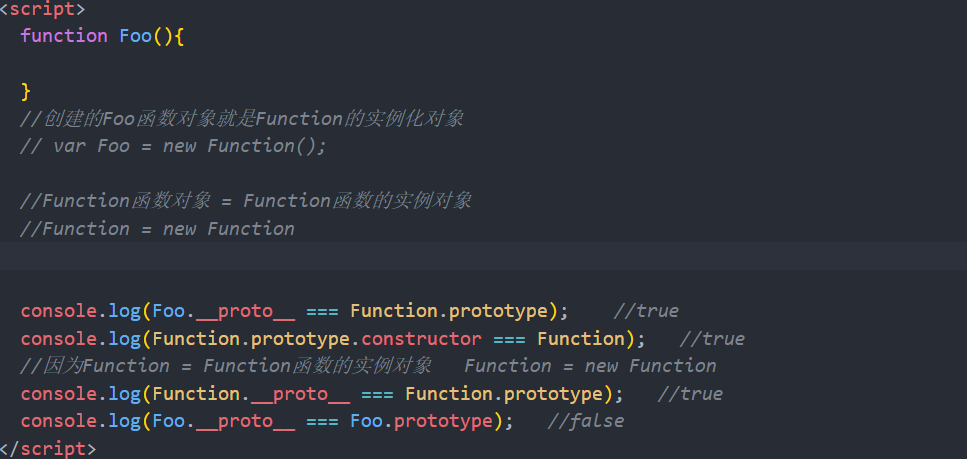 <script>
function Foo(){
}
//创建的Foo函数对象就是Function的实例化对象
// var Foo = new Function();
//Function函数对象 = Function函数的实例对象
//Function = new Function
console.log(Foo.__proto__ === Function.prototype); //true
console.log(Function.prototype.constructor === Function); //true
//因为Function = Function函数的实例对象 Function = new Function
console.log(Function.__proto__ === Function.prototype); //true
console.log(Foo.__proto__ === Foo.prototype); //false
</script>